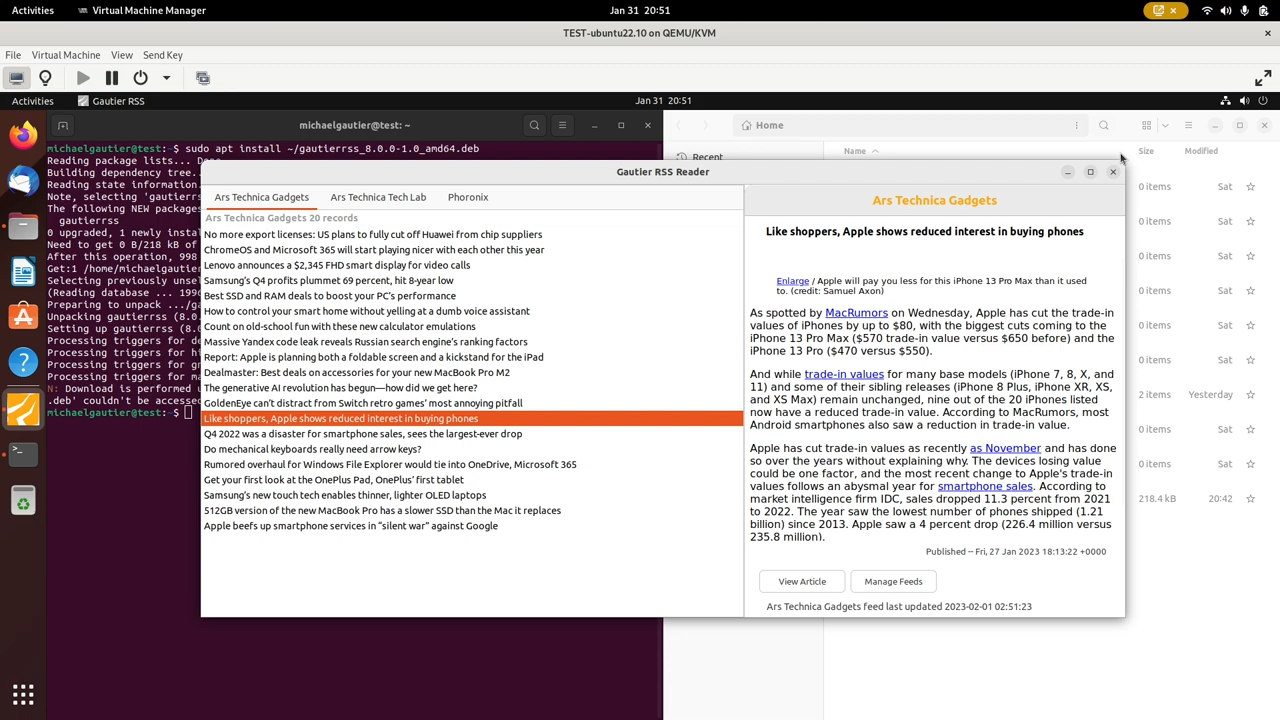 Activities
Virtual Machine Manager
Jan 31 20:51
TEST-ubuntu22.10 on QEMU/KVM
File Virtual Machine View Send Key
Activities
Gautier RSS
Jan 31 20:51
michaelgautier@test: ~
Home
michaelgautier@test:~$ sudo apt install ~/gautierrss_8.0.0-1.0_amd64.deb
Reading package lists...
Building dependency tree..
Reading state information.
Note, selecting 'gautierrs
The following NEW packages
gautierrss
0 upgraded, 1 newly instal
Need to get 0 B/218 kB of
After this operation, 998
Get:1 /home/michaelgautier
Selecting previously unsel
(Reading database ... 199
Preparing to unpack .../ga
Unpacking gautierrss (8.0.
Setting up gautierrss (8.0
Processing triggers for
Processing triggers for
Processing triggers for
Processing triggers for
N: Download is performed
.deb' couldn't be accessed
michaelgautier@test:~$
Recent
Name
Size
Modified
0 items Sat
0 items Sat
0 items Sat
0 items Sat
0 items Sat
0 items Sat
2 items Yesterday
0 items Sat
0 items Sat
218.4 kB 20:42
Gautier RSS Reader
Ars Technica Gadgets
Ars Technica Tech Lab
Phoronix
Ars Technica Gadgets 20 records
No more export licenses: US plans to fully cut off Huawei from chip suppliers
ChromeOS and Microsoft 365 will start playing nicer with each other this year
Lenovo announces a $2,345 FHD smart display for video calls
Samsung's Q4 profits plummet 69 percent, hit 8-year low
Best SSD and RAM deals to boost your PC's performance
How to control your smart home without yelling at a dumb voice assistant
Count on old-school fun with these new calculator emulations
Massive Yandex code leak reveals Russian search engine's ranking factors
Report: Apple is planning both a foldable screen and a kickstand for the iPad
Dealmaster: Best deals on accessories for your new MacBook Pro M2
The generative AI revolution has begun—how did we get here?
GoldenEye can't distract from Switch retro games' most annoying pitfall
Like shoppers, Apple shows reduced interest in buying phones
Q4 2022 was a disaster for smartphone sales, sees the largest-ever drop
Do mechanical keyboards really need arrow keys?
Rumored overhaul for Windows File Explorer would tie into OneDrive, Microsoft 365
Get your first look at the OnePlus Pad, OnePlus' first tablet
Samsung's new touch tech enables thinner, lighter OLED laptops
512GB version of the new MacBook Pro has a slower SSD than the Mac it replaces
Apple beefs up smartphone services in "silent war" against Google
Ars Technica Gadgets
Like shoppers, Apple shows reduced interest in buying phones
Enlarge / Apple will pay you less for this iPhone 13 Pro Max than it used
to. (credit: Samuel Axon)
As spotted by MacRumors on Wednesday, Apple has cut the trade-in
values of iPhones by up to $80, with the biggest cuts coming to the
iPhone 13 Pro Max ($570 trade-in value versus $650 before) and the
iPhone 13 Pro ($470 versus $550).
And while trade-in values for many base models (iPhone 7, 8, X, and
11) and some of their sibling releases (iPhone 8 Plus, iPhone XR, XS,
and XS Max) remain unchanged, nine out of the 20 iPhones listed
now have a reduced trade-in value. According to MacRumors, most
Android smartphones also saw a reduction in trade-in value.
Apple has cut trade-in values as recently as November and has done
so over the years without explaining why. The devices losing value
could be one factor, and the most recent change to Apple's trade-in
values follows an abysmal year for smartphone sales. According to
market intelligence firm IDC, sales dropped 11.3 percent from 2021
to 2022. The year saw the lowest number of phones shipped (1.21
billion) since 2013. Apple saw a 4 percent drop (226.4 million versus
235.8 million).
Published -- Fri, 27 Jan 2023 18:13:22 +0000
View Article
Manage Feeds
Ars Technica Gadgets feed last updated 2023-02-01 02:51:23